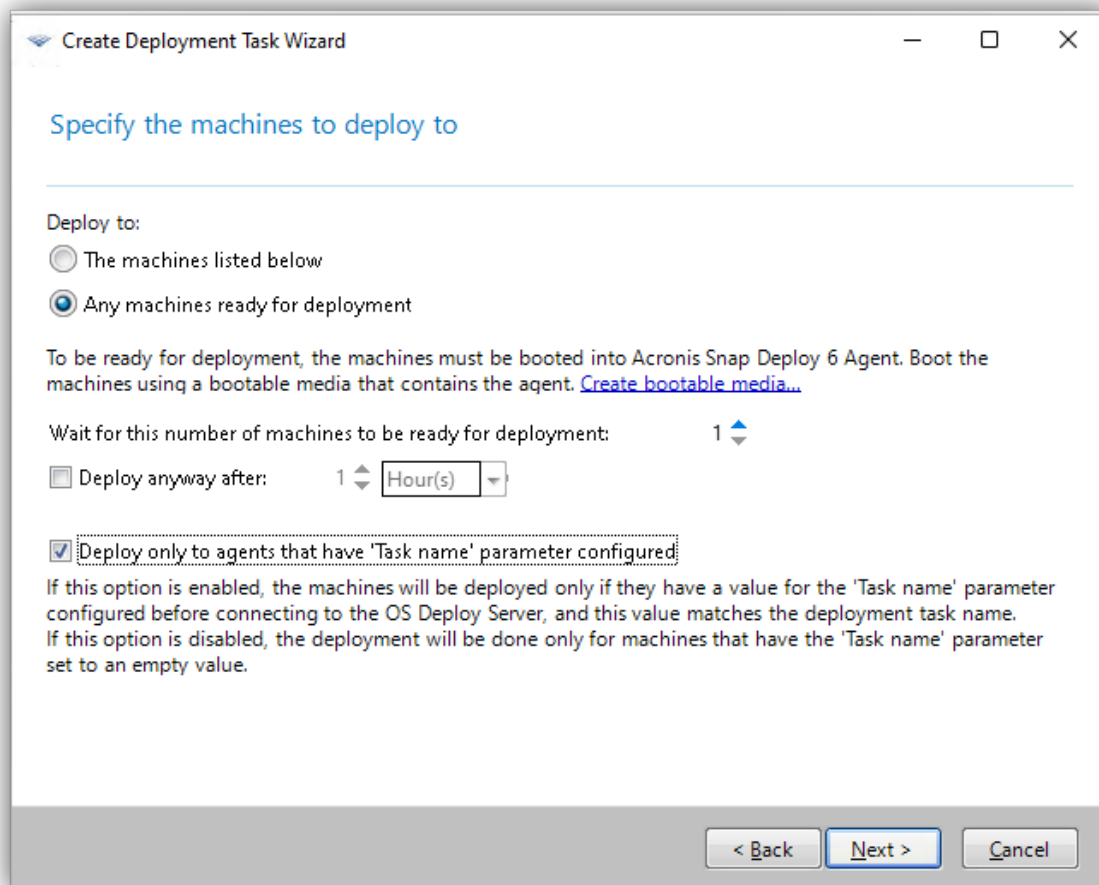 Create Deployment Task Wizard
Specify the machines to deploy to
Deploy to:
The machines listed below
Any machines ready for deployment
To be ready for deployment, the machines must be booted into Acronis Snap Deploy 6 Agent. Boot the
machines using a bootable media that contains the agent. Create bootable media...
Wait for this number of machines to be ready for deployment: 1
Deploy anyway after: 1 Hour(s)
Deploy only to agents that have 'Task name' parameter configured
If this option is enabled, the machines will be deployed only if they have a value for the 'Task name' parameter
configured before connecting to the OS Deploy Server, and this value matches the deployment task name.
If this option is disabled, the deployment will be done only for machines that have the 'Task name' parameter
set to an empty value.
< Back Next > Cancel